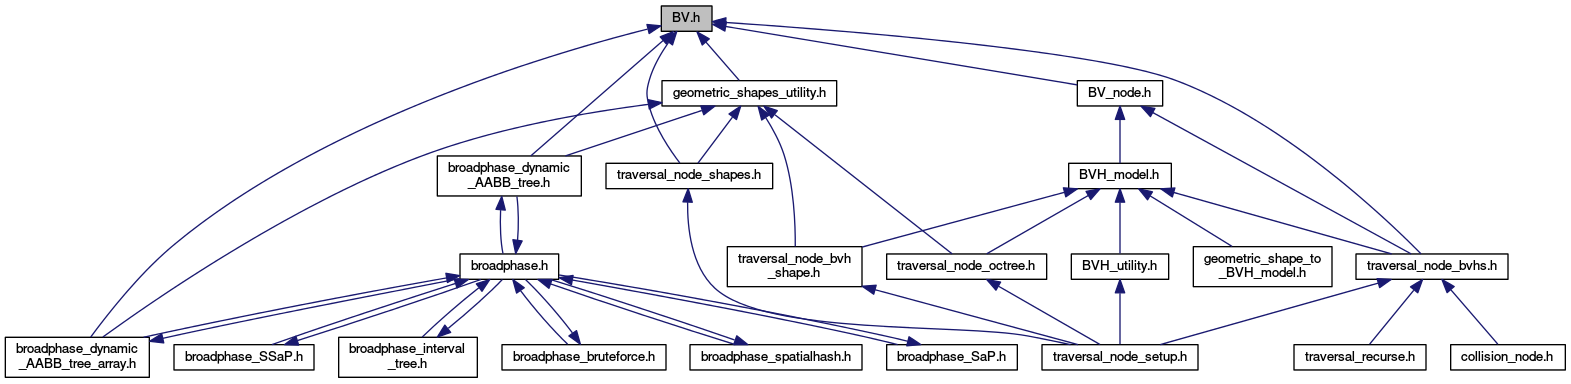 BV.h
geometric_shapes_utility.h
BV_node.h
broadphase_dynamic
_AABB_tree.h
traversal_node_shapes.h
BVH_model.h
broadphase.h
traversal_node_bvh
_shape.h
traversal_node_octree.h
BVH_utility.h
geometric_shape_to
_BVH_model.h
traversal_node_bvhs.h
broadphase_dynamic
_AABB_tree_array.h
broadphase_SSaP.h
broadphase_interval
_tree.h
broadphase_bruteforce.h
broadphase_spatialhash.h
broadphase_SaP.h
traversal_node_setup.h
traversal_recurse.h
collision_node.h